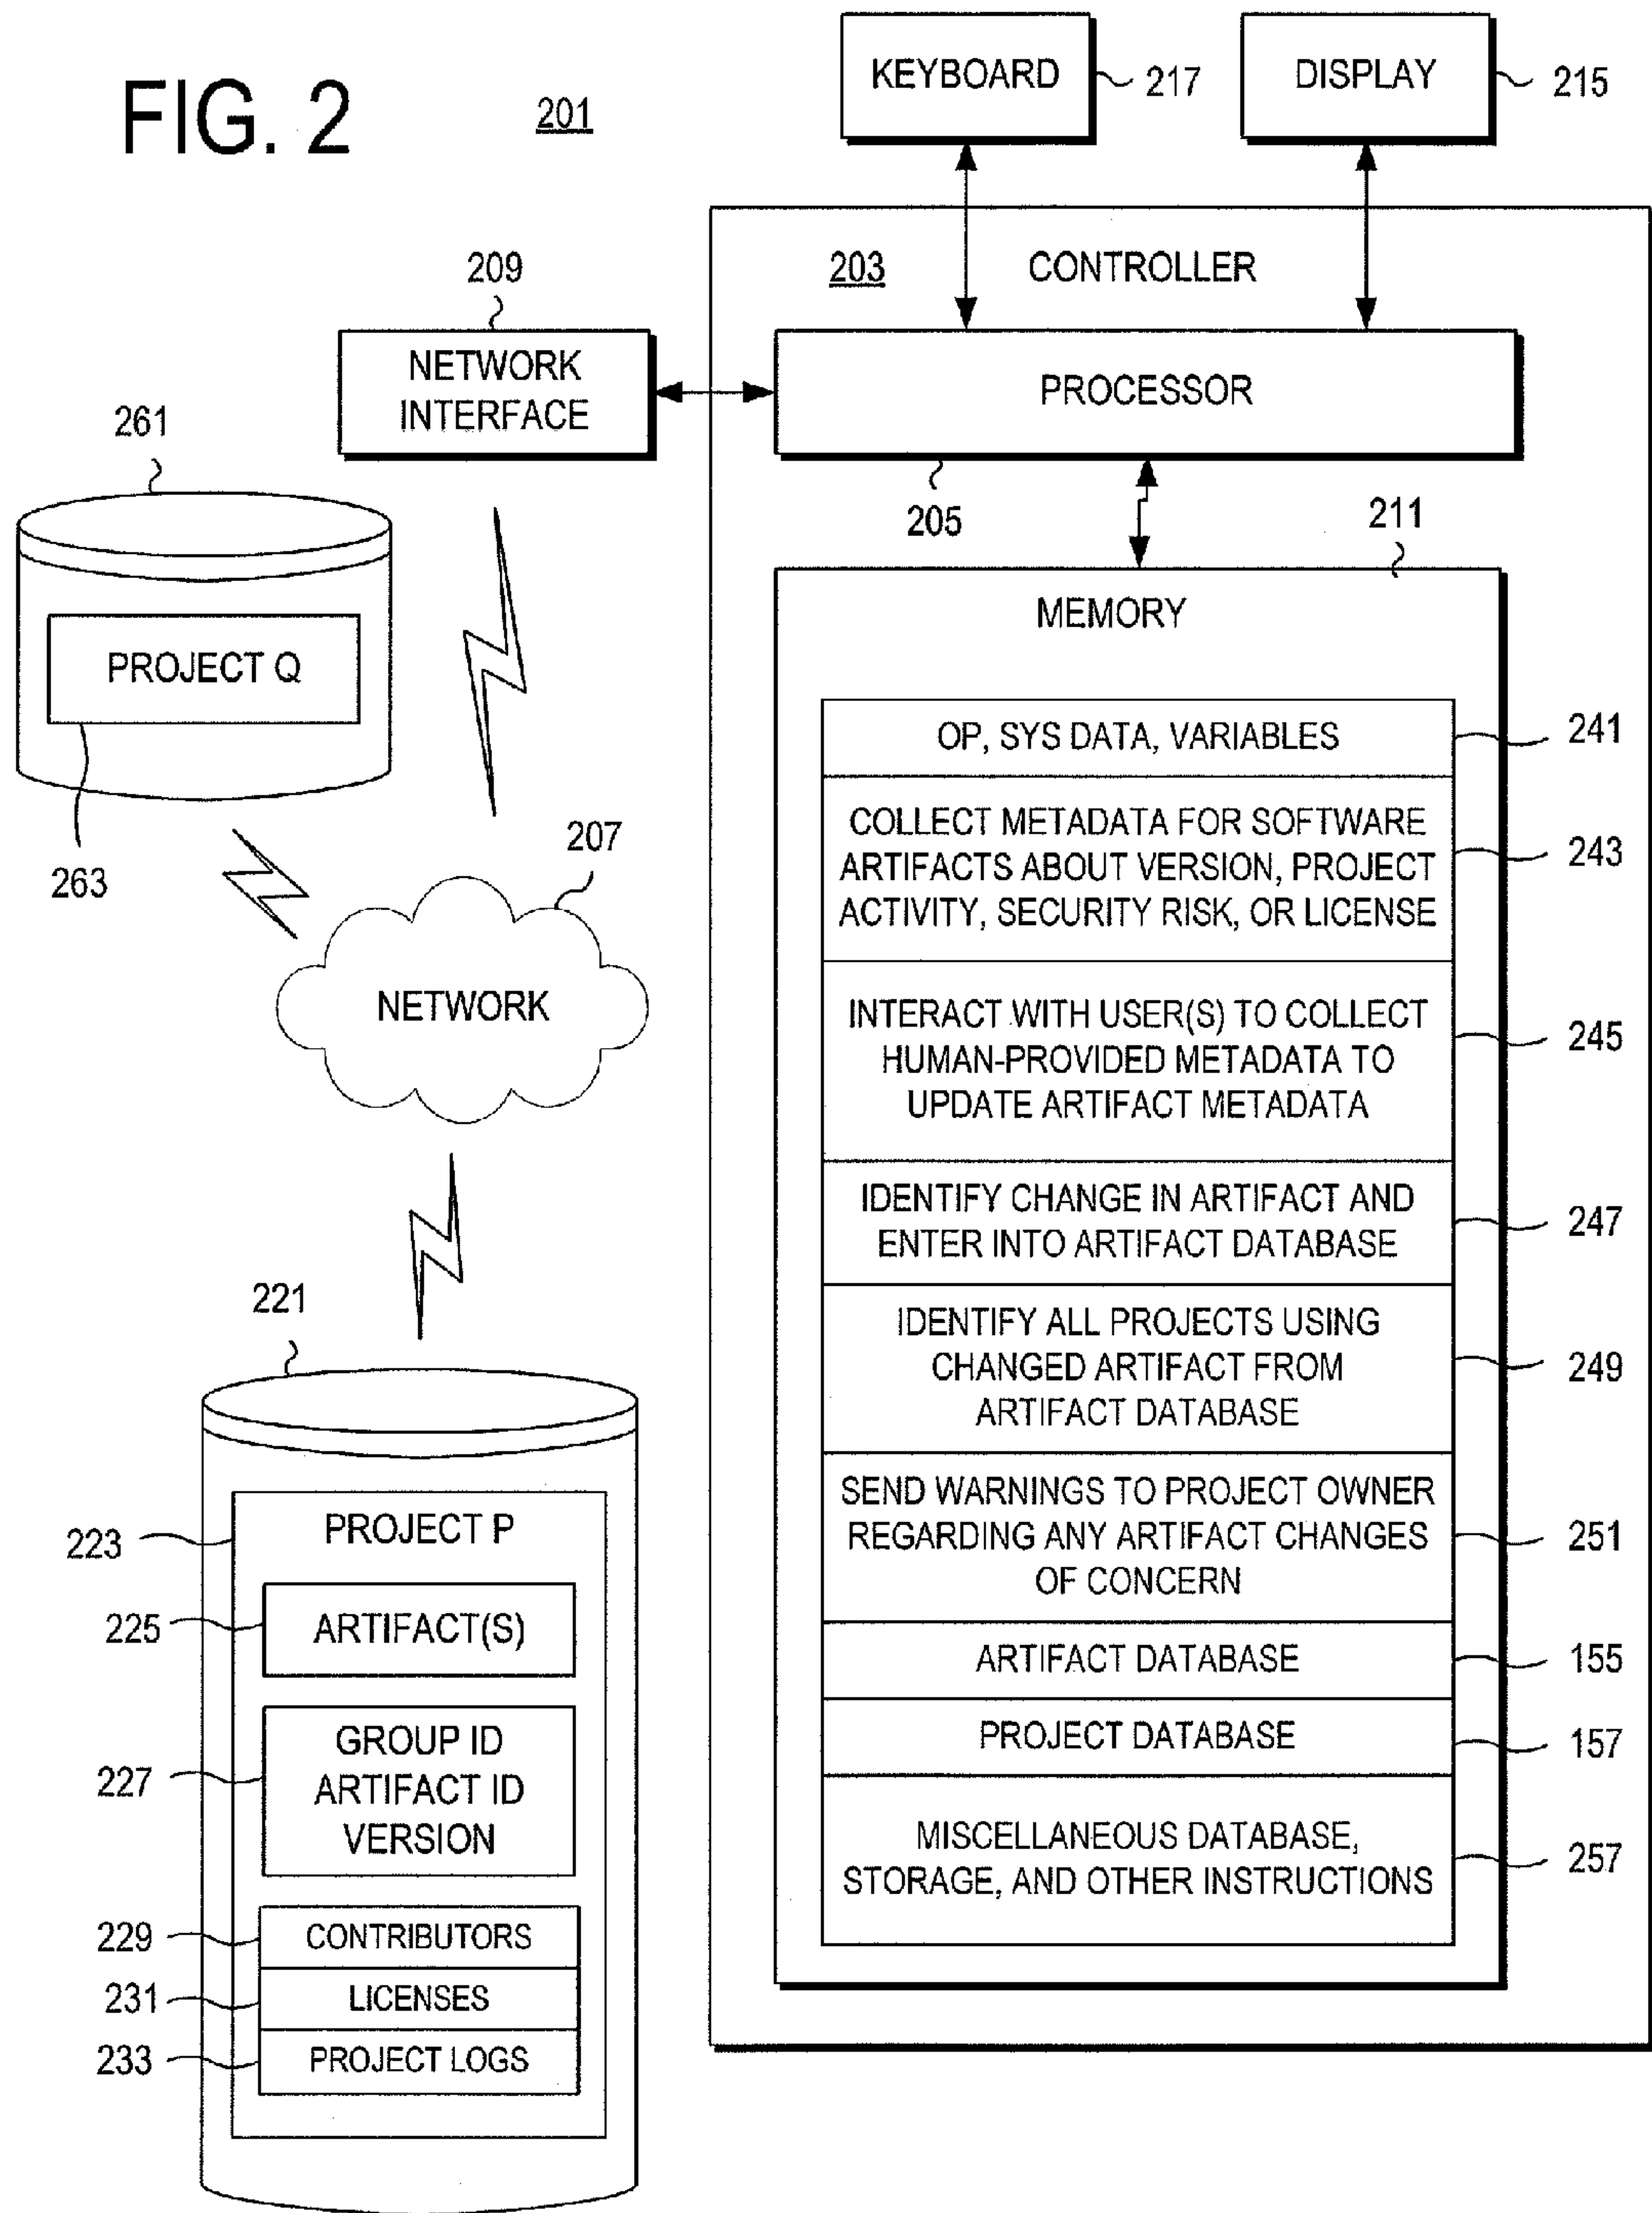 FIG. 2
201
KEYBOARD
217
DISPLAY
215
203
CONTROLLER
209
NETWORK
INTERFACE
PROCESSOR
205
211
261
PROJECT Q
263
207
NETWORK
MEMORY
OP, SYS DATA, VARIABLES
241
COLLECT METADATA FOR SOFTWARE
ARTIFACTS ABOUT VERSION, PROJECT
ACTIVITY, SECURITY RISK, OR LICENSE
243
INTERACT WITH USER(S) TO COLLECT
HUMAN-PROVIDED METADATA TO
UPDATE ARTIFACT METADATA
245
IDENTIFY CHANGE IN ARTIFACT AND
ENTER INTO ARTIFACT DATABASE
247
IDENTIFY ALL PROJECTS USING
CHANGED ARTIFACT FROM
ARTIFACT DATABASE
249
SEND WARNINGS TO PROJECT OWNER
REGARDING ANY ARTIFACT CHANGES
OF CONCERN
251
ARTIFACT DATABASE
155
PROJECT DATABASE
157
MISCELLANEOUS DATABASE,
STORAGE, AND OTHER INSTRUCTIONS
257
221
223
PROJECT P
225
ARTIFACT(S)
227
GROUP ID
ARTIFACT ID
VERSION
229
CONTRIBUTORS
231
LICENSES
233
PROJECT LOGS